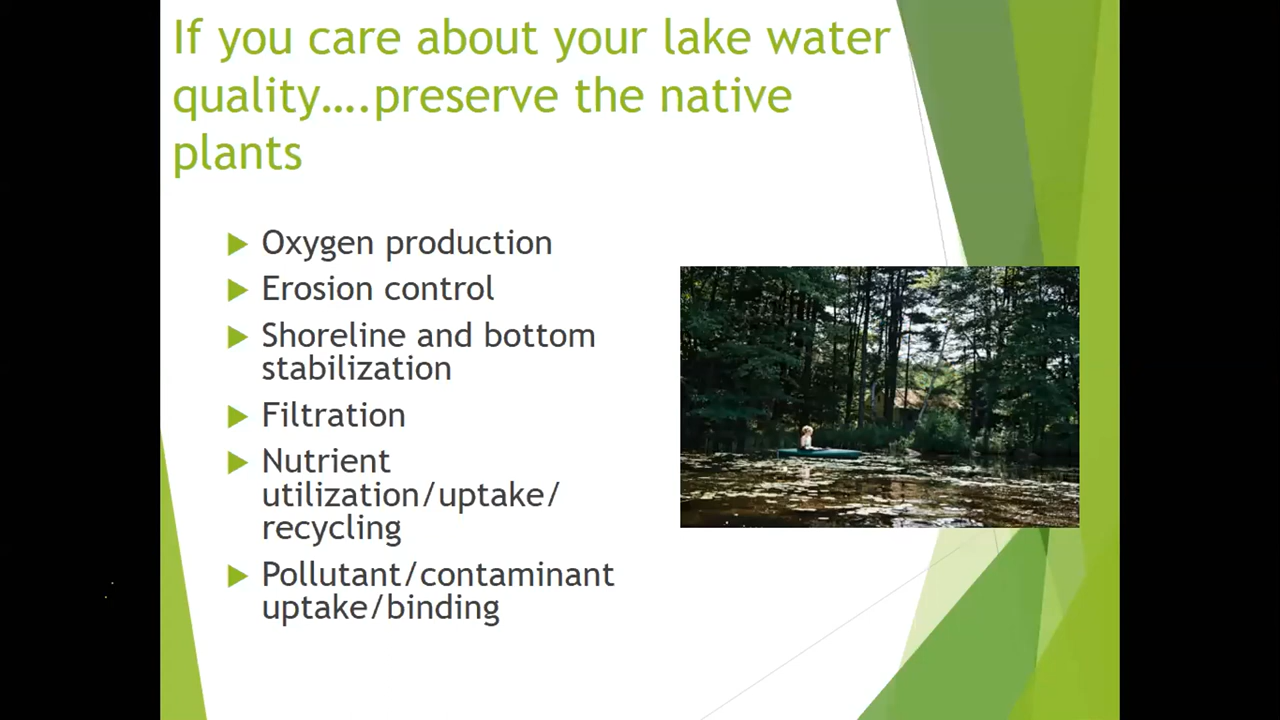 If you care about your lake water
quality….preserve the native
plants
Oxygen production
Erosion control
Shoreline and bottom
stabilization
Filtration
Nutrient
utilization/uptake/
recycling
Pollutant/contaminant
uptake/binding